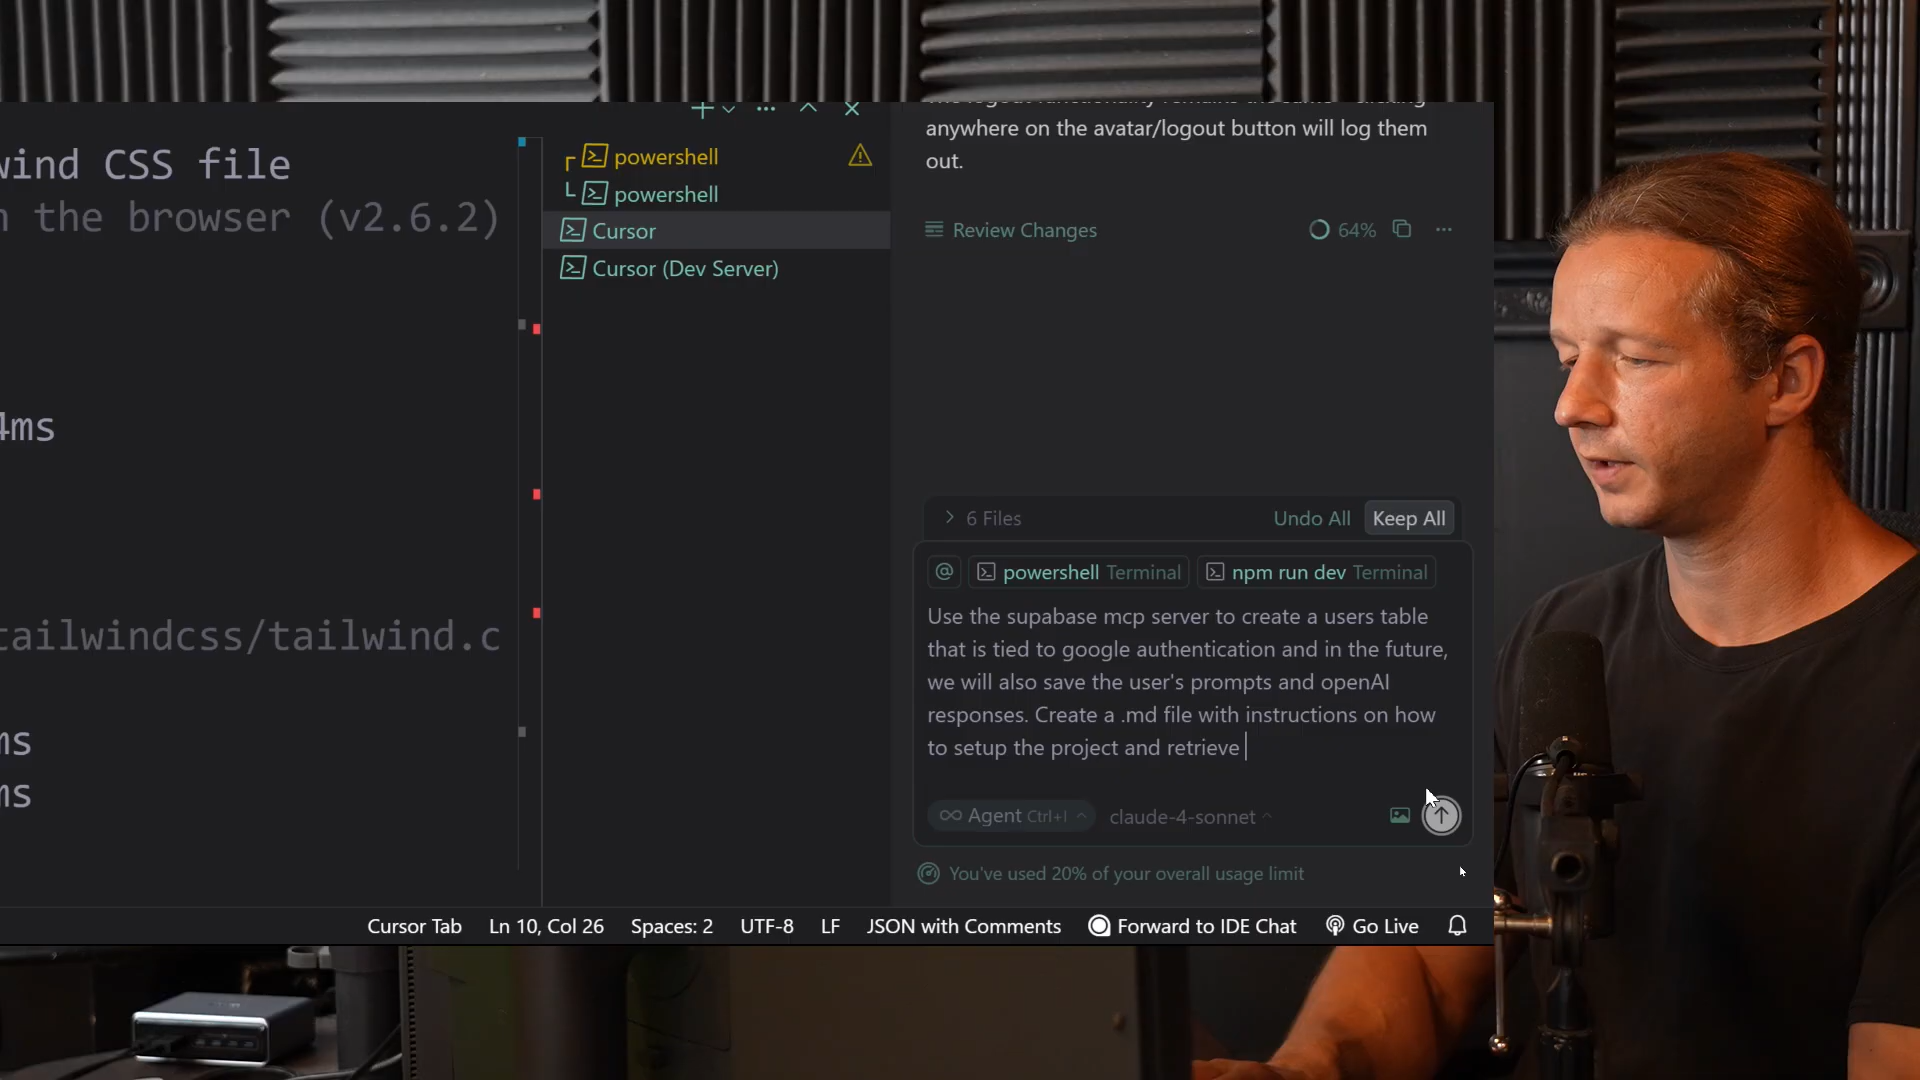 wind CSS file
n the browser (v2.6.2)
4ms
tailwindcss/tailwind.c
ms
ms
powershell
powershell
Cursor
Cursor (Dev Server)
anywhere on the avatar/logout button will log them
out.
Review Changes
64%
6 Files
Undo All
Keep All
@
powershell Terminal
npm run dev Terminal
Use the supabase mcp server to create a users table
that is tied to google authentication and in the future,
we will also save the user's prompts and openAI
responses. Create a .md file with instructions on how
to setup the project and retrieve
Agent Ctrl+I
claude-4-sonnet
You've used 20% of your overall usage limit
Cursor Tab
Ln 10, Col 26
Spaces: 2
UTF-8
LF
JSON with Comments
Forward to IDE Chat
Go Live